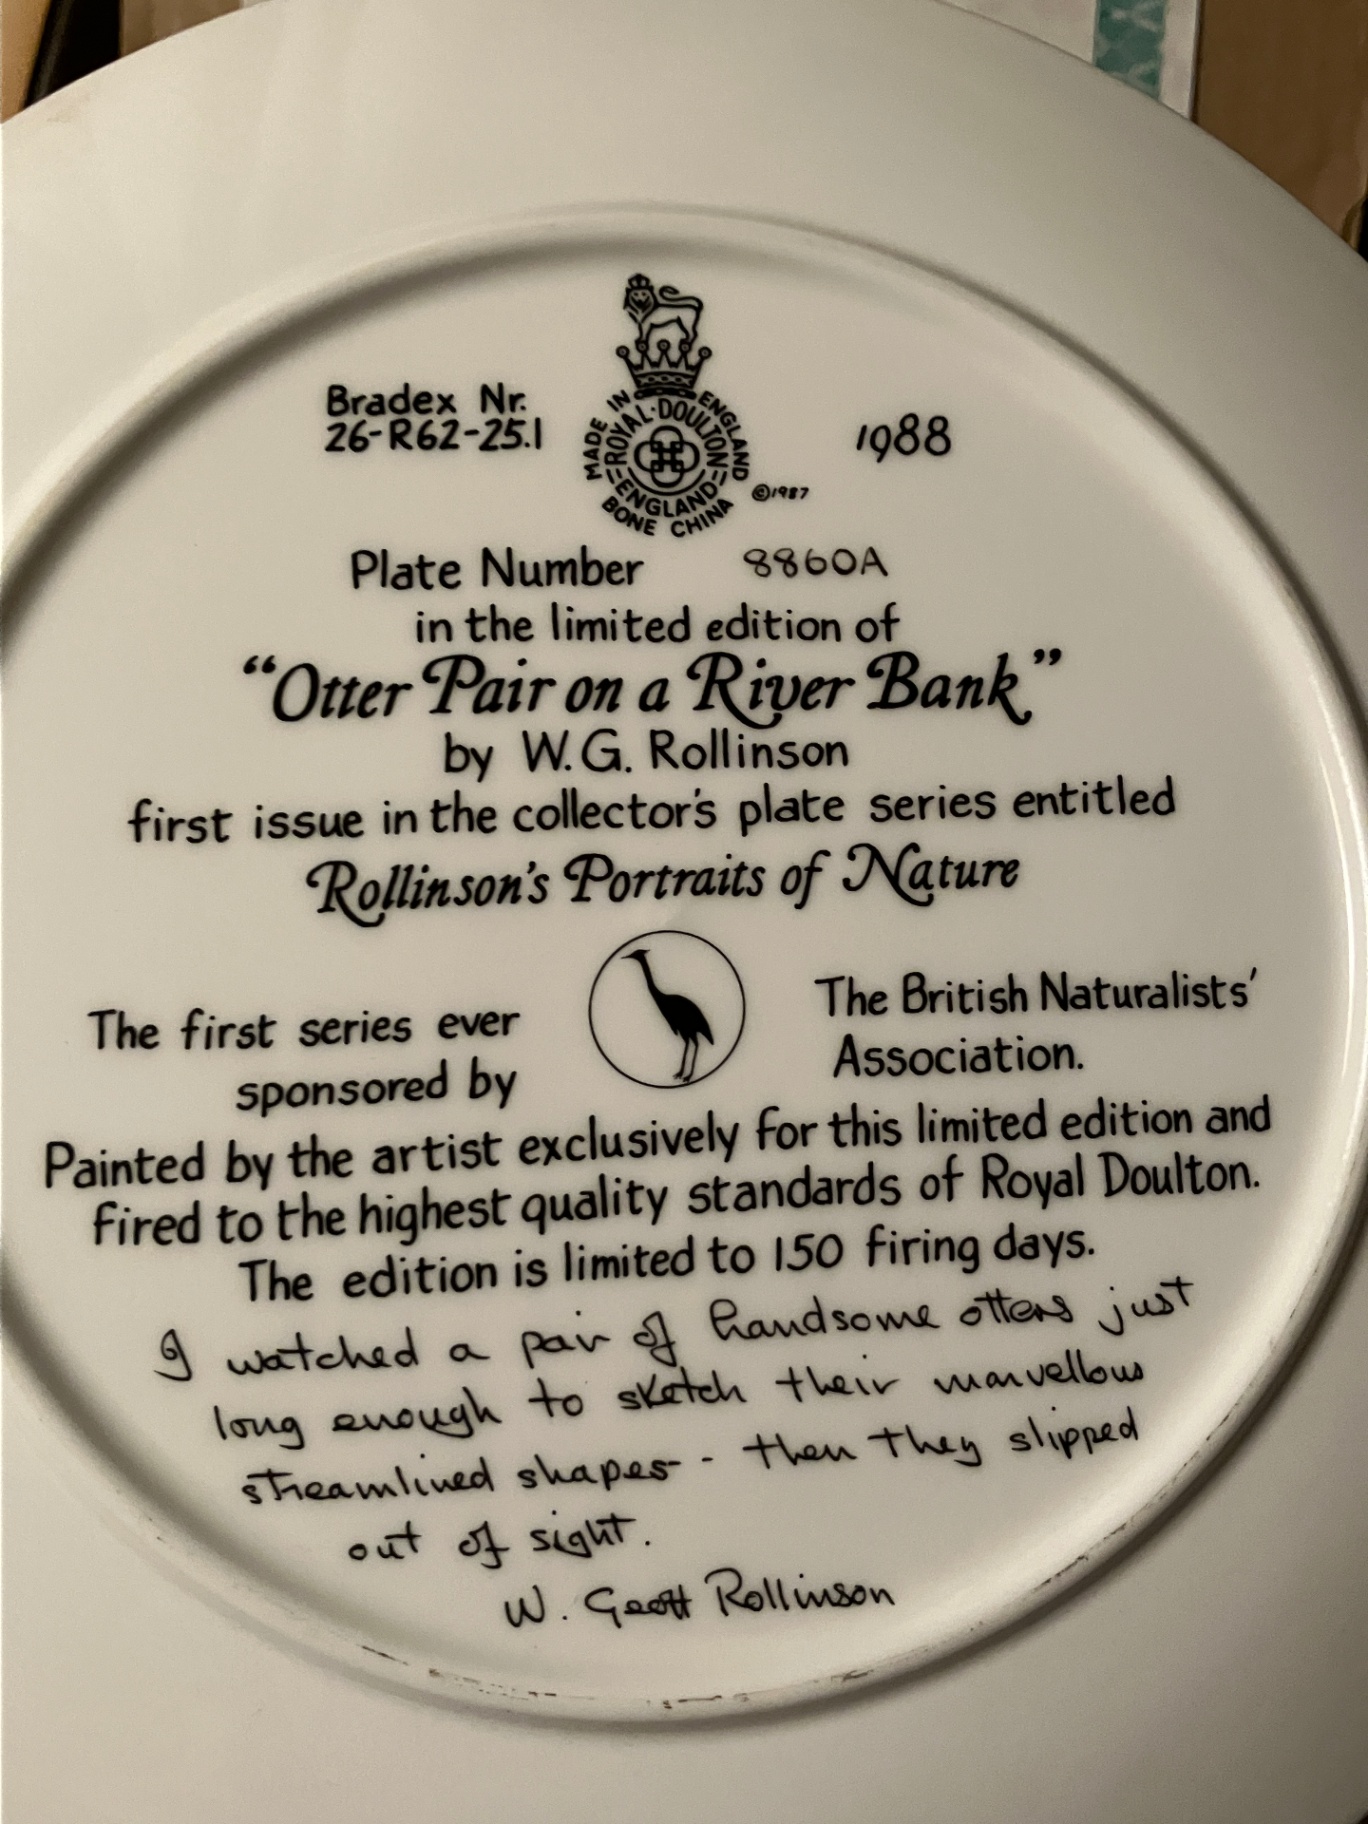 Bradex Nr.
26-R62-25.1
MADE IN ENGLAND
ROYAL·DOULTON
ENGLAND
BONE CHINA
©1987
1988
Plate Number 8860A
in the limited edition of
“Otter Pair on a River Bank”
by W.G. Rollinson
first issue in the collector's plate series entitled
Rollinson's Portraits of Nature
The first series ever
sponsored by
The British Naturalists'
Association.
Painted by the artist exclusively for this limited edition and
fired to the highest quality standards of Royal Doulton.
The edition is limited to 150 firing days.
I watched a pair of handsome otters just
long enough to sketch their marvellous
streamlined shapes - then they slipped
out of sight.
W. Geoff Rollinson